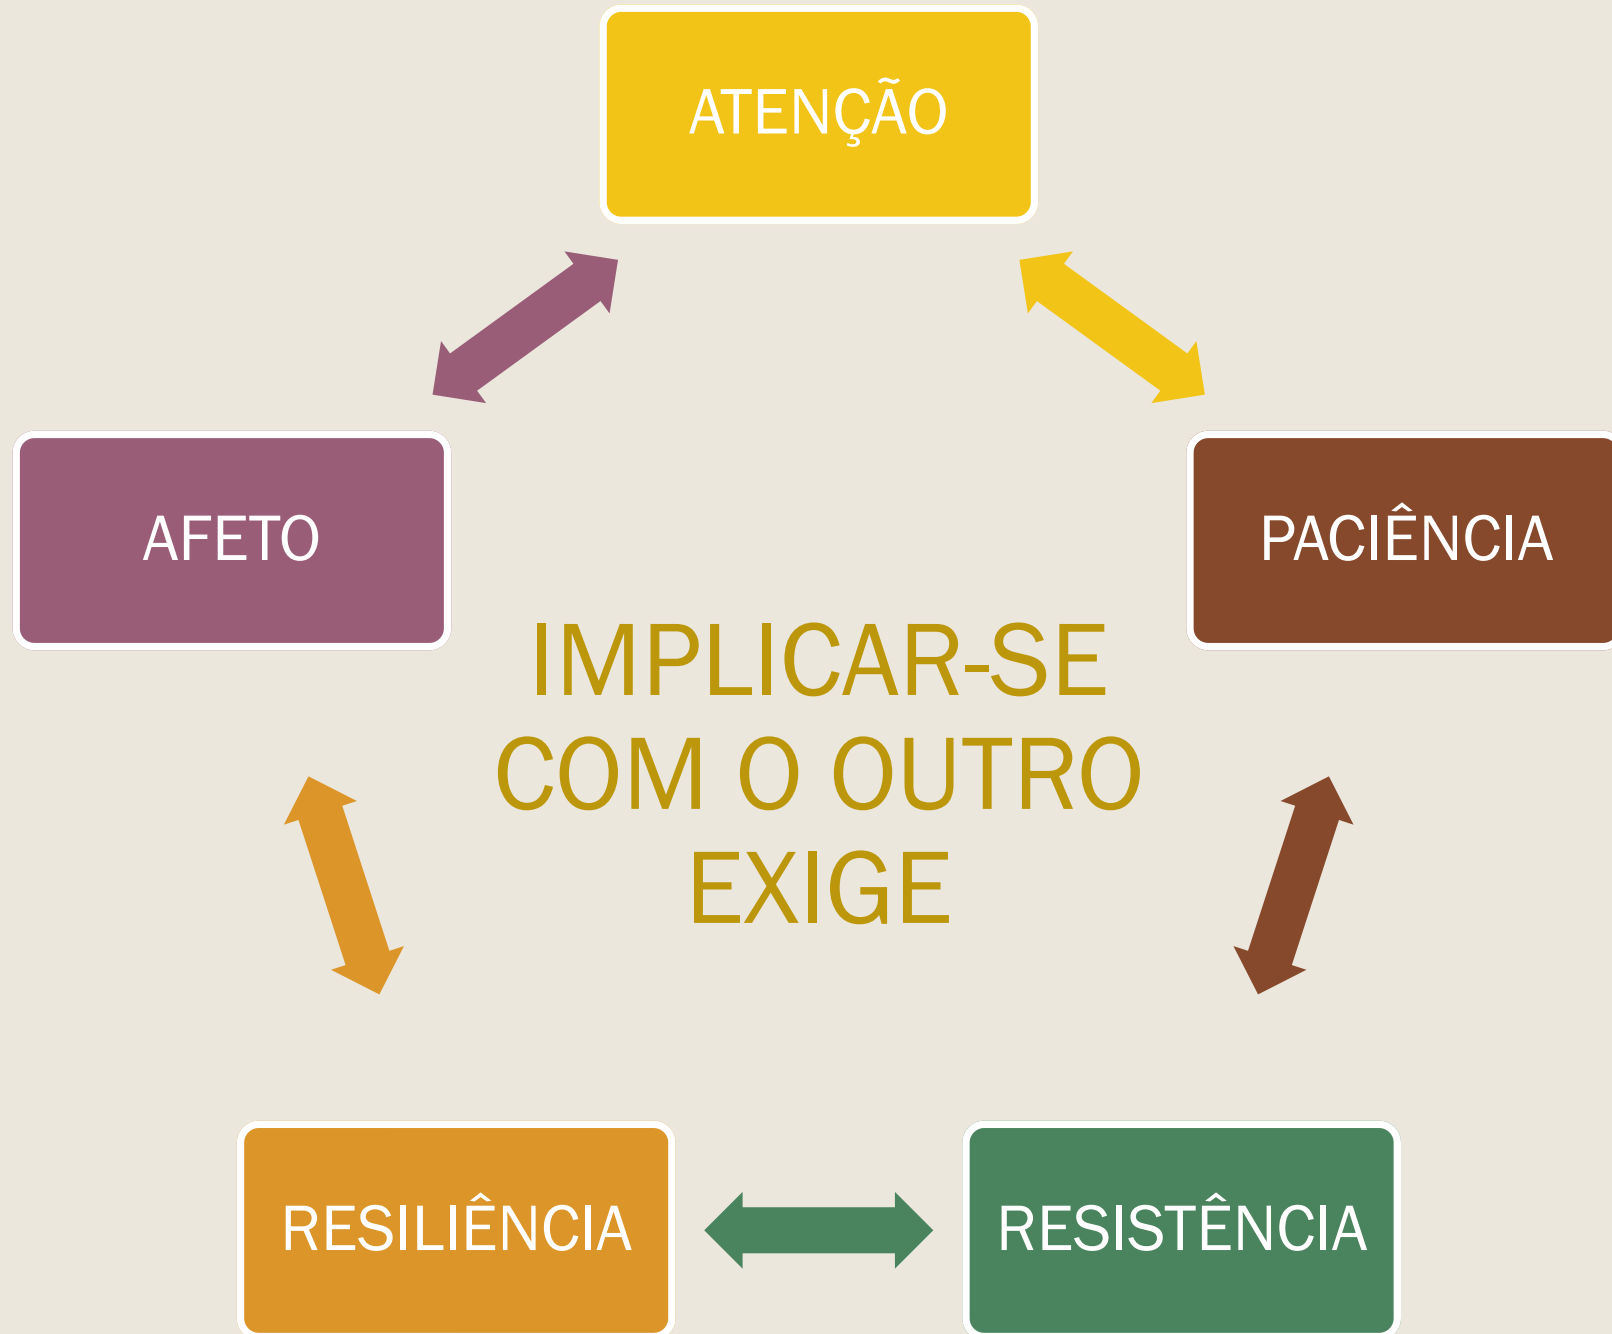 ATENÇÃO
AFETO
PACIÊNCIA
IMPLICAR-SE
COM O OUTRO
EXIGE
RESILIÊNCIA
RESISTÊNCIA